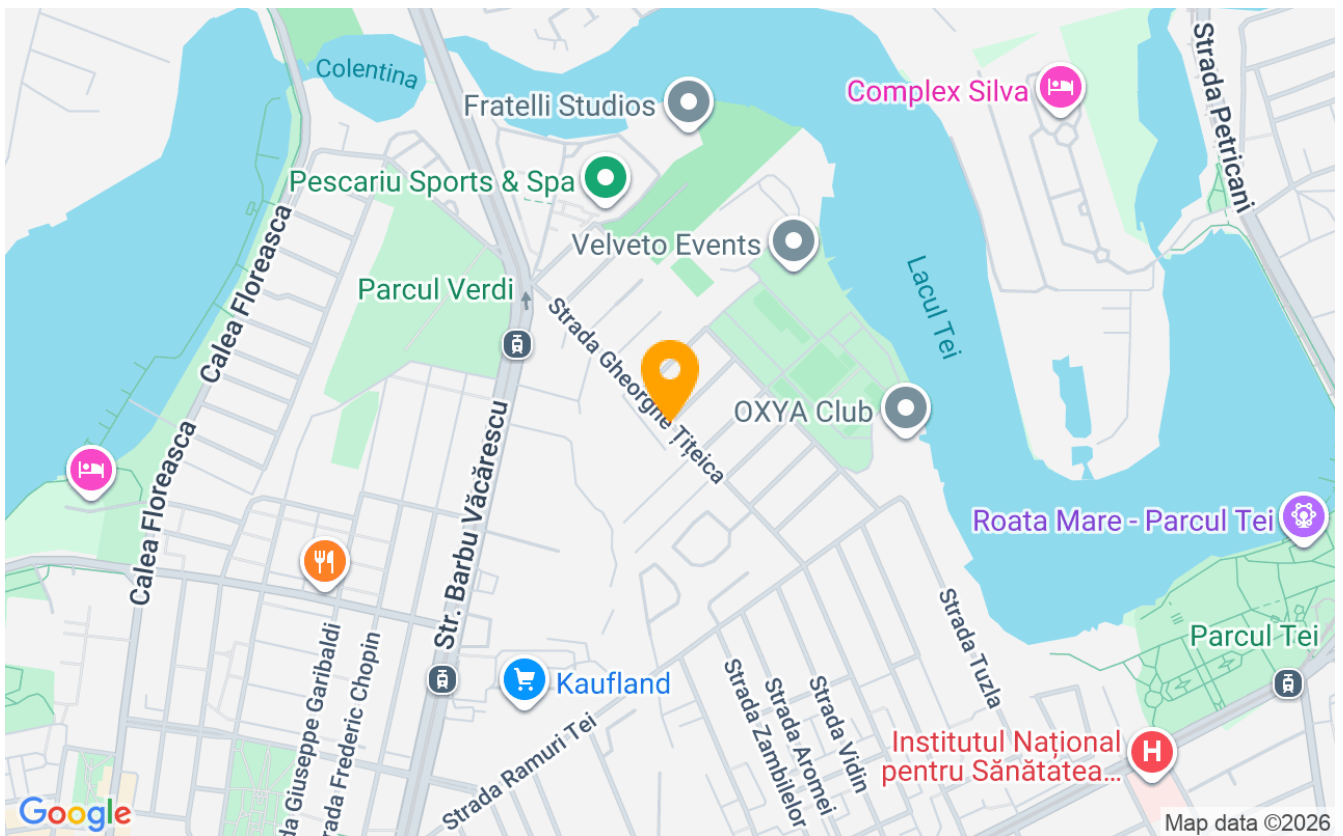 Colentina
Fratelli Studios
Complex Silva
Strada Petricani
Pescariu Sports & Spa
Calea Floreasca
Velveto Events
Parcul Verdi
Lacul Tei
Strada Gheorghe Țițeica
OXYA Club
Calea Floreasca
Str. Barbu Văcărescu
Roata Mare - Parcul Tei
Strada Tuzla
Parcul Tei
Kaufland
da Giuseppe Garibaldi
rada Frederic Chopin
Strada Ramuri Tei
Strada Zambilelor
Strada Aromei
Strada Vidin
Institutul Național
pentru Sănătatea...
H
Google
Map data ©2026